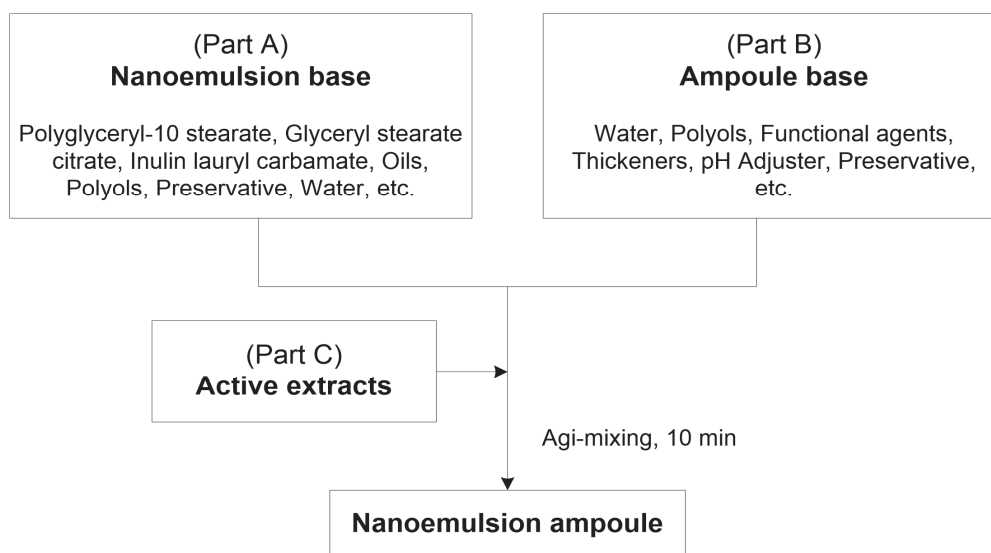 (Part A)
Nanoemulsion base
Polyglyceryl-10 stearate, Glyceryl stearate
citrate, Inulin lauryl carbamate, Oils,
Polyols, Preservative, Water, etc.
(Part B)
Ampoule base
Water, Polyols, Functional agents,
Thickeners, pH Adjuster, Preservative,
etc.
(Part C)
Active extracts
Agi-mixing, 10 min
Nanoemulsion ampoule